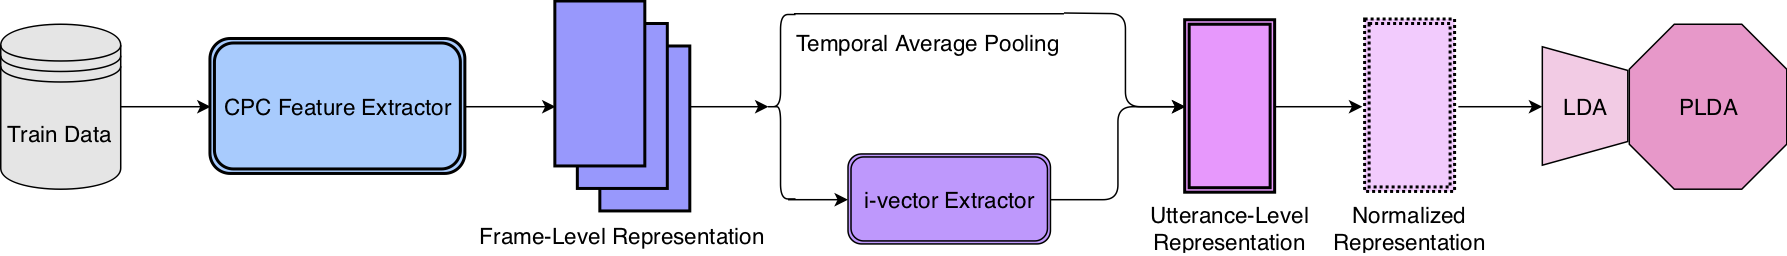 Train Data
CPC Feature Extractor
Frame-Level Representation
Temporal Average Pooling
i-vector Extractor
Utterance-Level
Representation
Normalized
Representation
LDA
PLDA